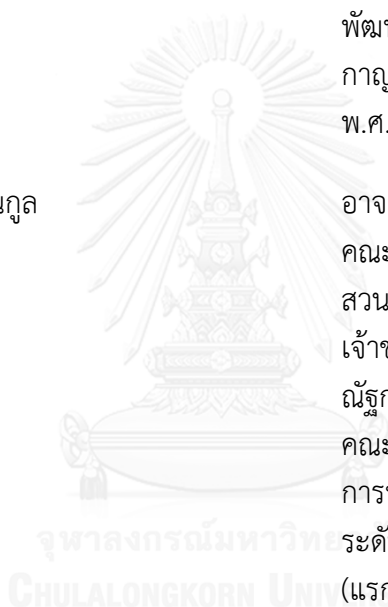 พัฒน
กาญ
พ.ศ.
นกูล
อาจ
คณะ
สวน
เจ้าข
ณัฐก
คณะ
การ
ระดั
(แรก
จุฬาลงกรณ์มหาวิทย
CHULALONGKORN UNIV